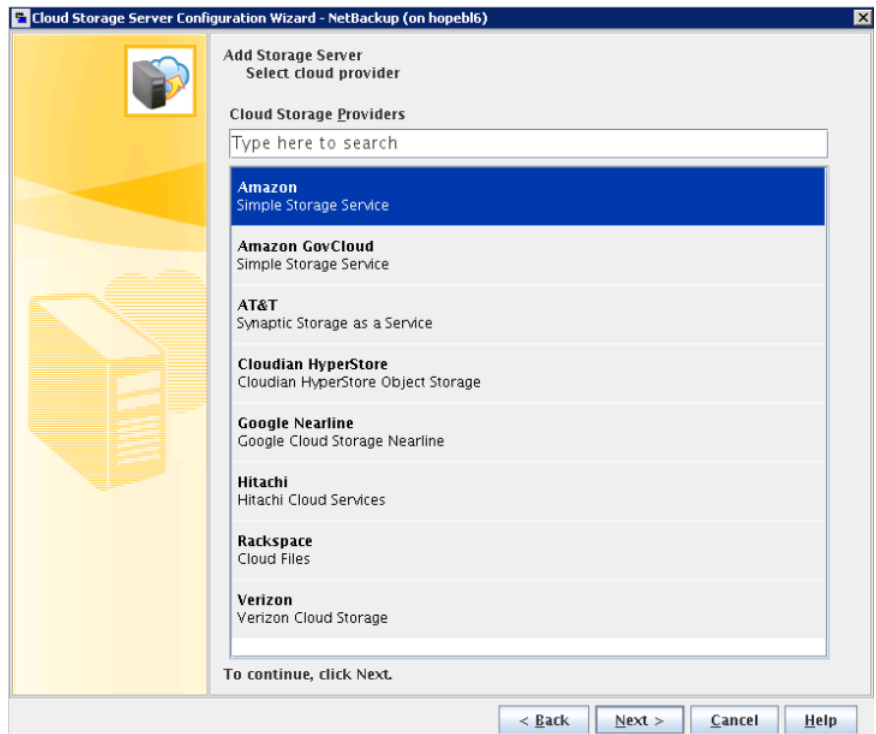 Cloud Storage Server Configuration Wizard - NetBackup (on hopebl6)
Add Storage Server
Select cloud provider
Cloud Storage Providers
Type here to search
Amazon
Simple Storage Service
Amazon GovCloud
Simple Storage Service
AT&T
Synaptic Storage as a Service
Cloudian HyperStore
Cloudian HyperStore Object Storage
Google Nearline
Google Cloud Storage Nearline
Hitachi
Hitachi Cloud Services
Rackspace
Cloud Files
Verizon
Verizon Cloud Storage
To continue, click Next.
< Back Next > Cancel Help